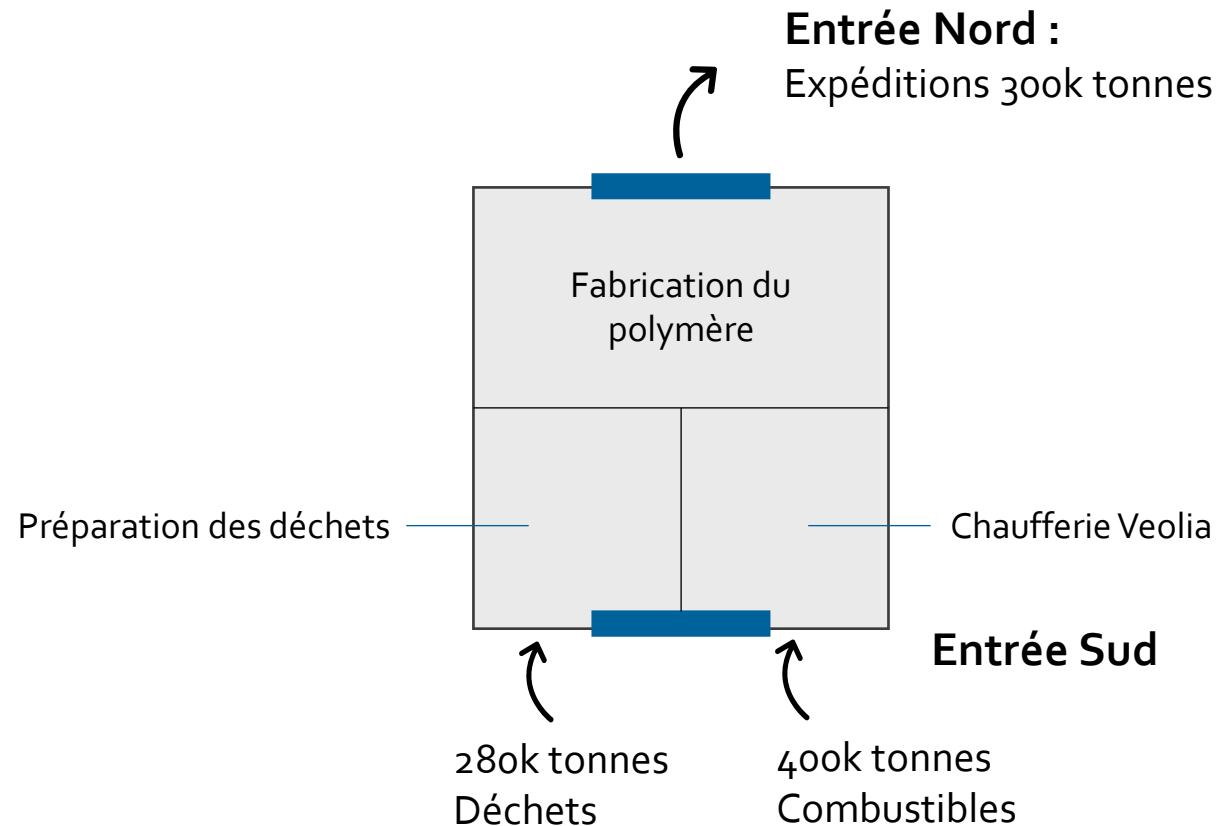 Entrée Nord :
Expéditions 300k tonnes
Fabrication du
polymère
Préparation des déchets
Chaufferie Veolia
Entrée Sud
280k tonnes
Déchets
400k tonnes
Combustibles